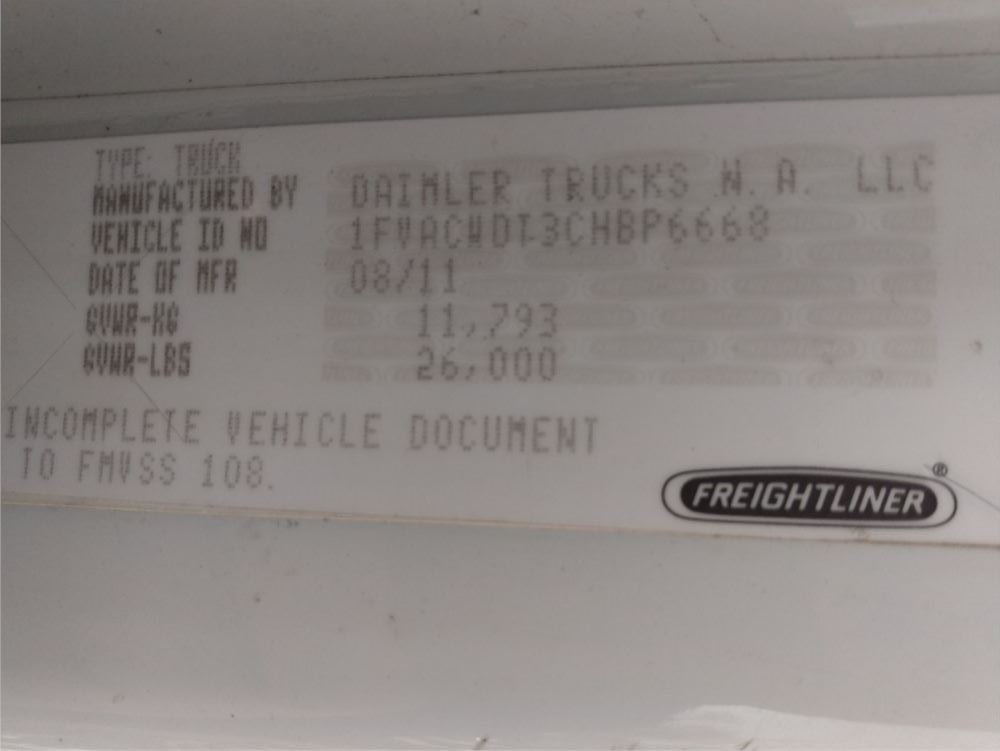 TYPE: TRUCK
MANUFACTURED BY DAIMLER TRUCKS N.A. LLC
VEHICLE ID NO 1FVACWDT3CHBP6668
DATE OF MFR 08/11
GVWR-KG 11,793
GVWR-LBS 26,000
INCOMPLETE VEHICLE DOCUMENT
TO FMVSS 108.
FREIGHTLINER®